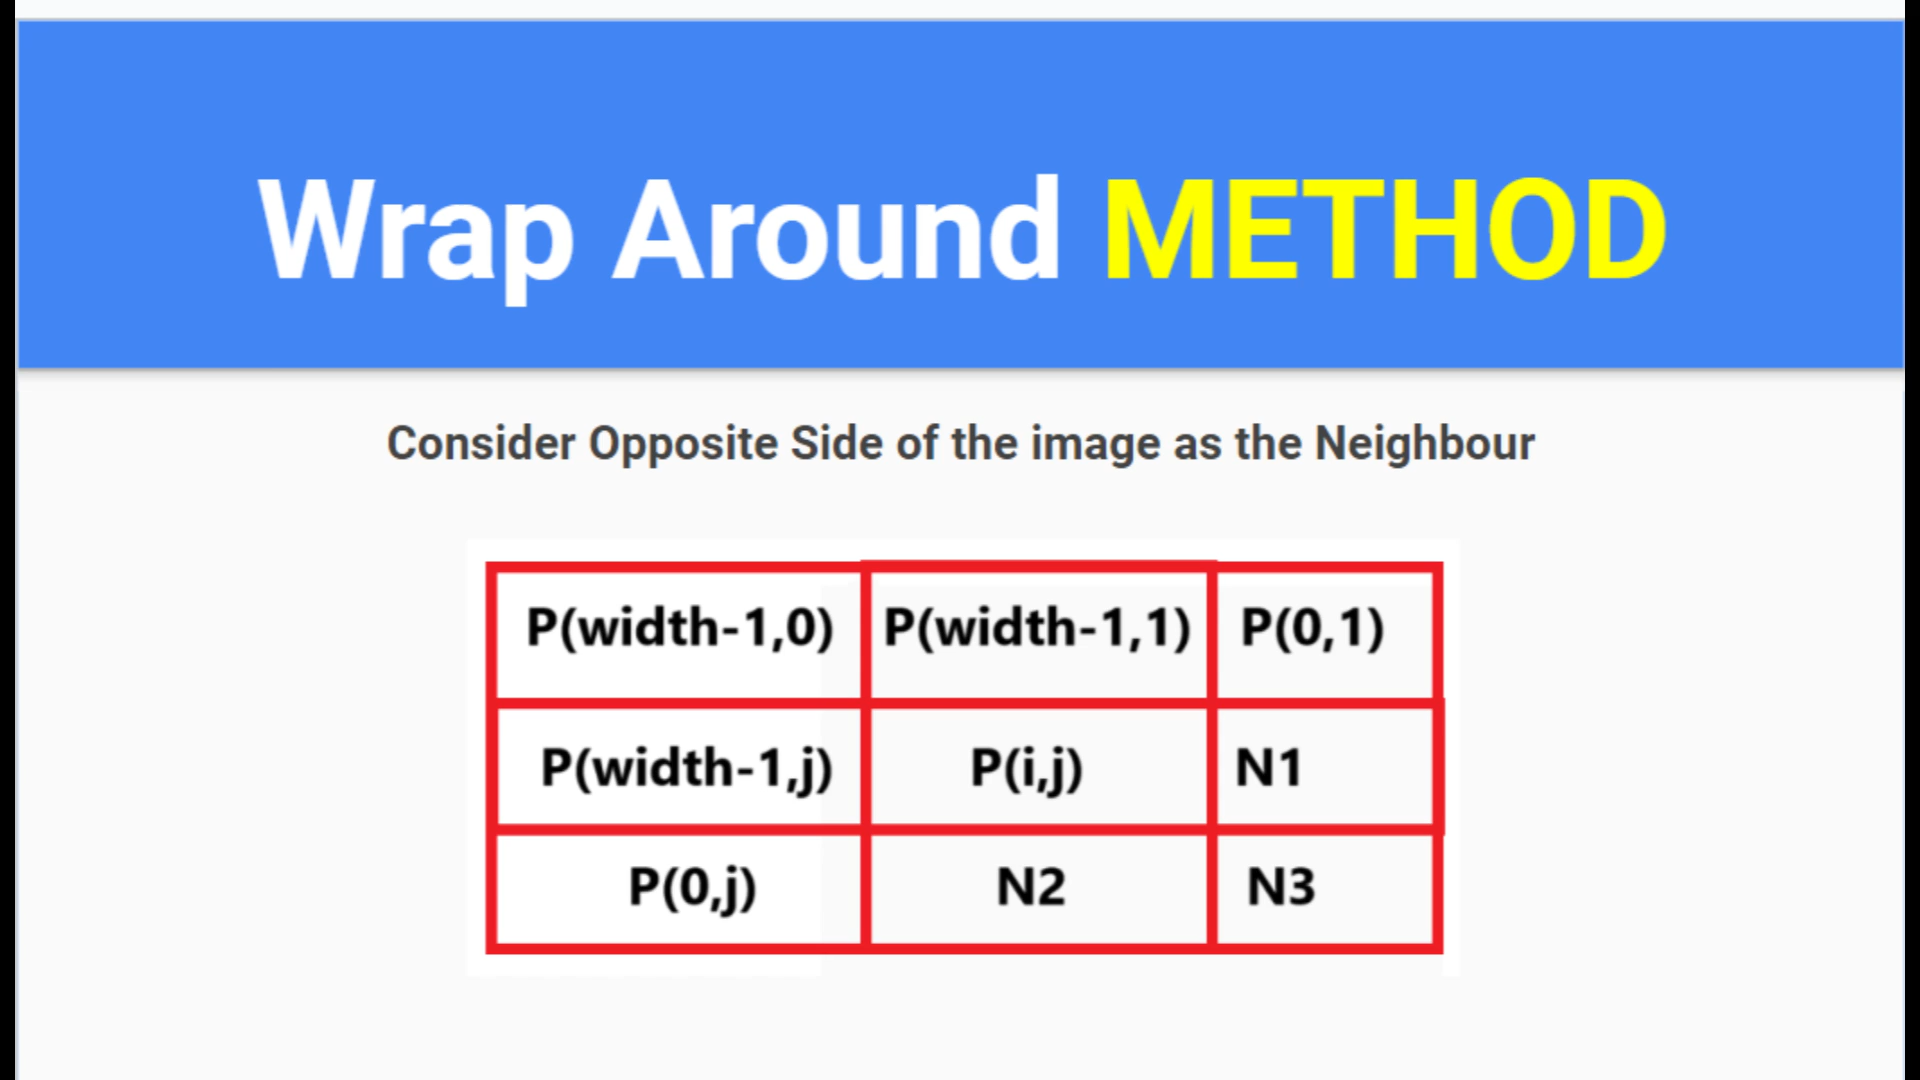 Wrap Around METHOD
Consider Opposite Side of the image as the Neighbour
P(width-1,0) P(width-1,1) P(0,1)
P(width-1,j) P(i,j) N1
P(0,j) N2 N3